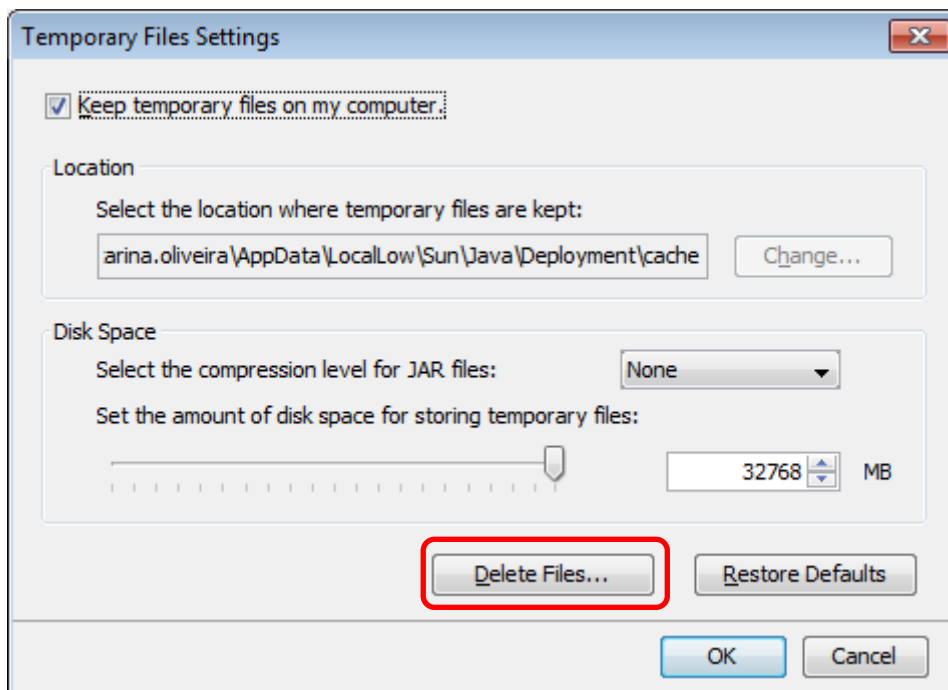 Temporary Files Settings
Keep temporary files on my computer.
Location
Select the location where temporary files are kept:
arina.oliveira\AppData\LocalLow\Sun\Java\Deployment\cache
Change...
Disk Space
Select the compression level for JAR files:
None
Set the amount of disk space for storing temporary files:
32768 MB
Delete Files...
Restore Defaults
OK
Cancel